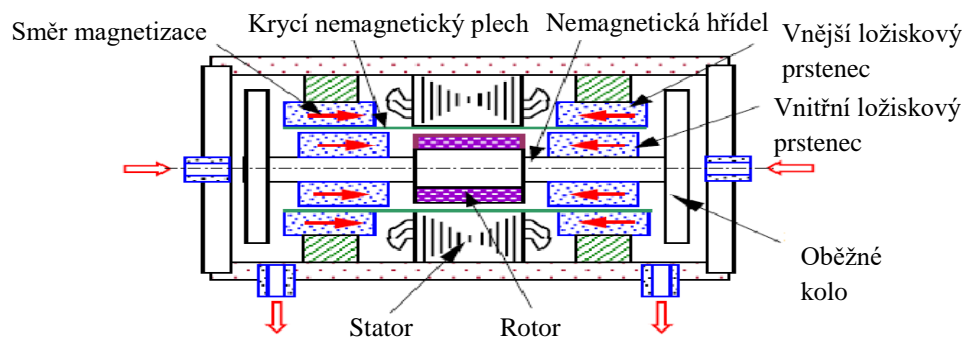 Směr magnetizace
Krycí nemagnetický plech
Nemagnetická hřídel
Vnější ložiskový
prstenec
Vnitřní ložiskový
prstenec
Oběžné
kolo
Stator
Rotor